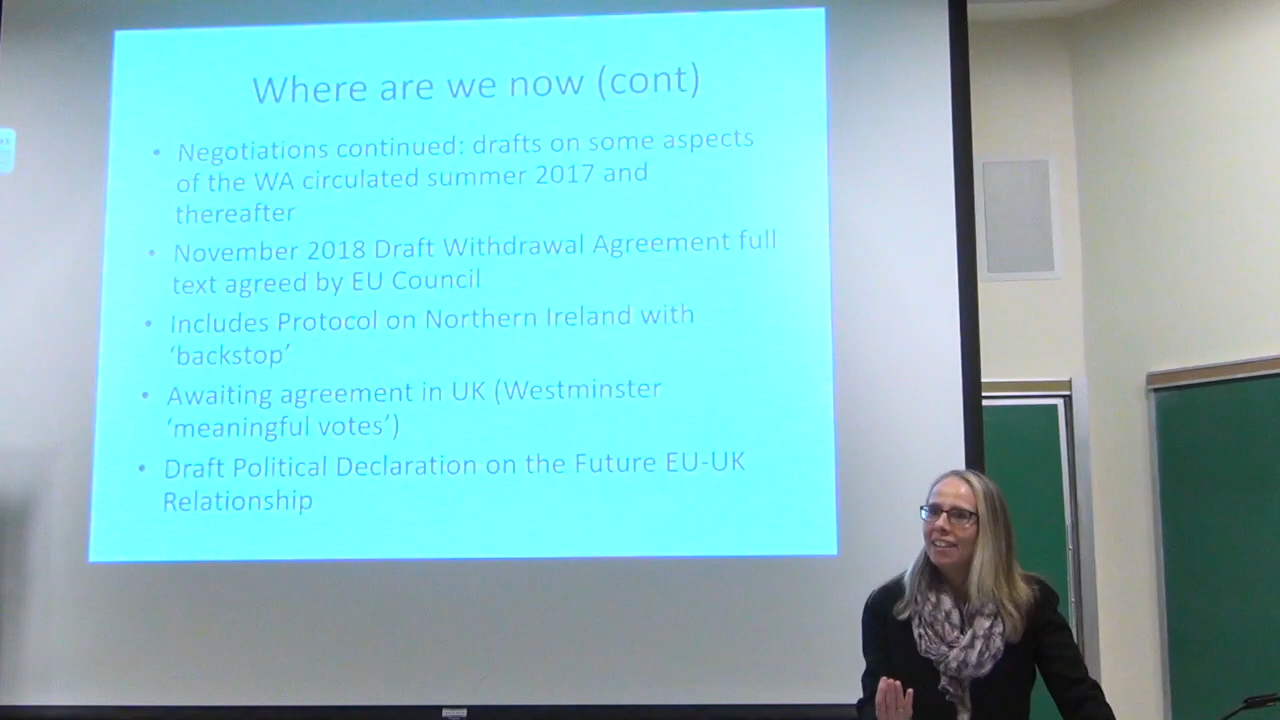 Where are we now (cont)
• Negotiations continued: drafts on some aspects
of the WA circulated summer 2017 and
thereafter
• November 2018 Draft Withdrawal Agreement full
text agreed by EU Council
• Includes Protocol on Northern Ireland with
‘backstop’
• Awaiting agreement in UK (Westminster
‘meaningful votes’)
• Draft Political Declaration on the Future EU-UK
Relationship